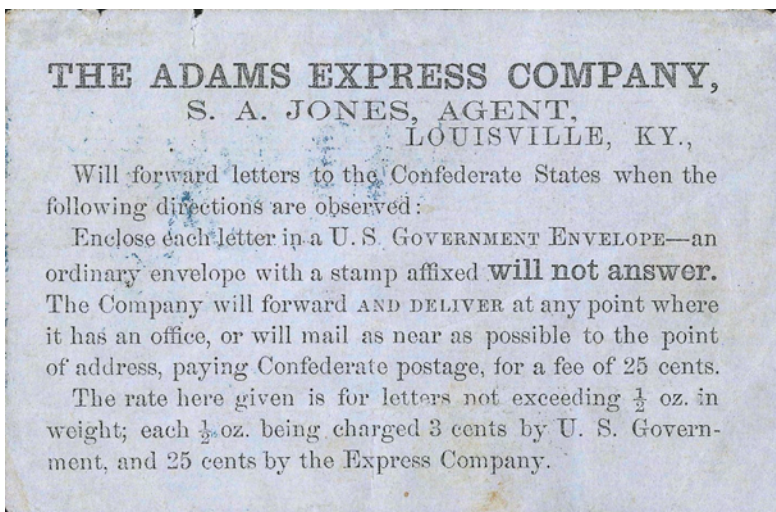 THE ADAMS EXPRESS COMPANY,
S. A. JONES, AGENT,
LOUISVILLE, KY.,
Will forward letters to the Confederate States when the
following directions are observed:
Enclose each letter in a U. S. GOVERNMENT ENVELOPE—an
ordinary envelope with a stamp affixed will not answer.
The Company will forward AND DELIVER at any point where
it has an office, or will mail as near as possible to the point
of address, paying Confederate postage, for a fee of 25 cents.
The rate here given is for letters not exceeding ½ oz. in
weight; each ½ oz. being charged 3 cents by U. S. Govern-
ment, and 25 cents by the Express Company.